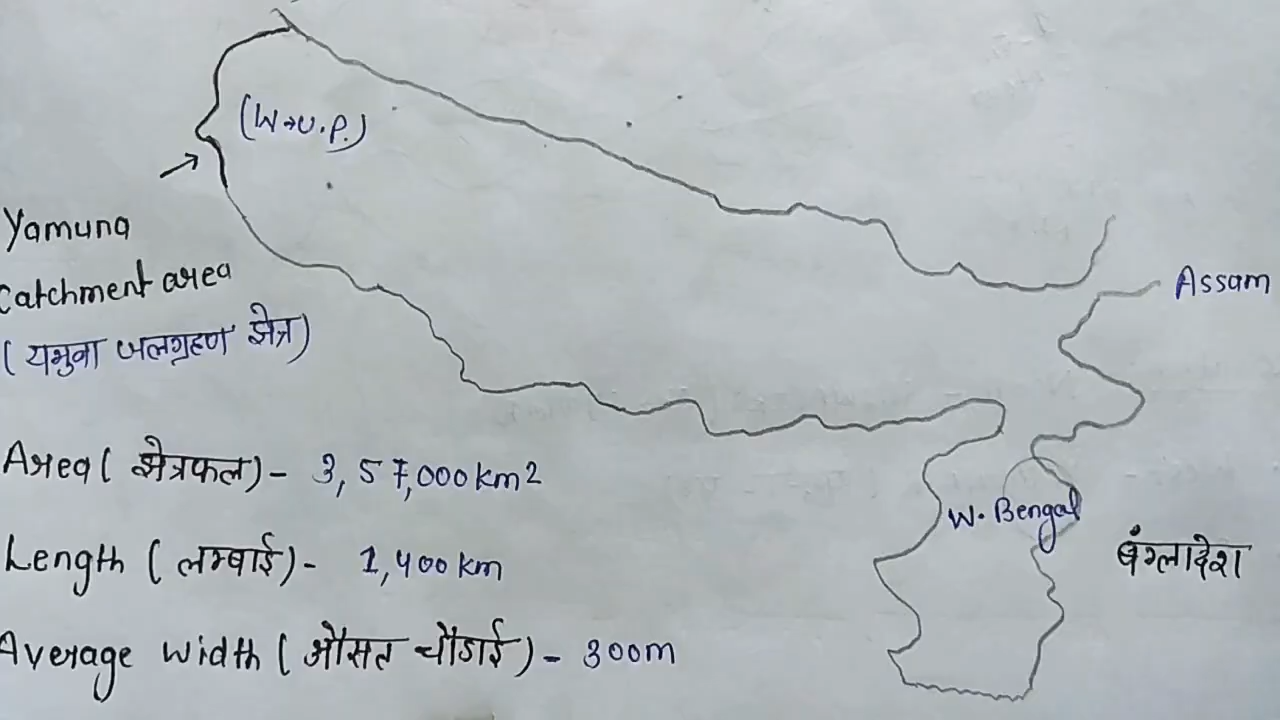 (W→U.P.)
Assam
Yamuna
catchment area
(यमुना जलग्रहण क्षेत्र)
Area (क्षेत्रफल) - 3,57,000 km2
W. Bengal
बंग्लादेश
Length (लम्बाई) - 1,400 km
Average width (औसत चौडाई) - 300m